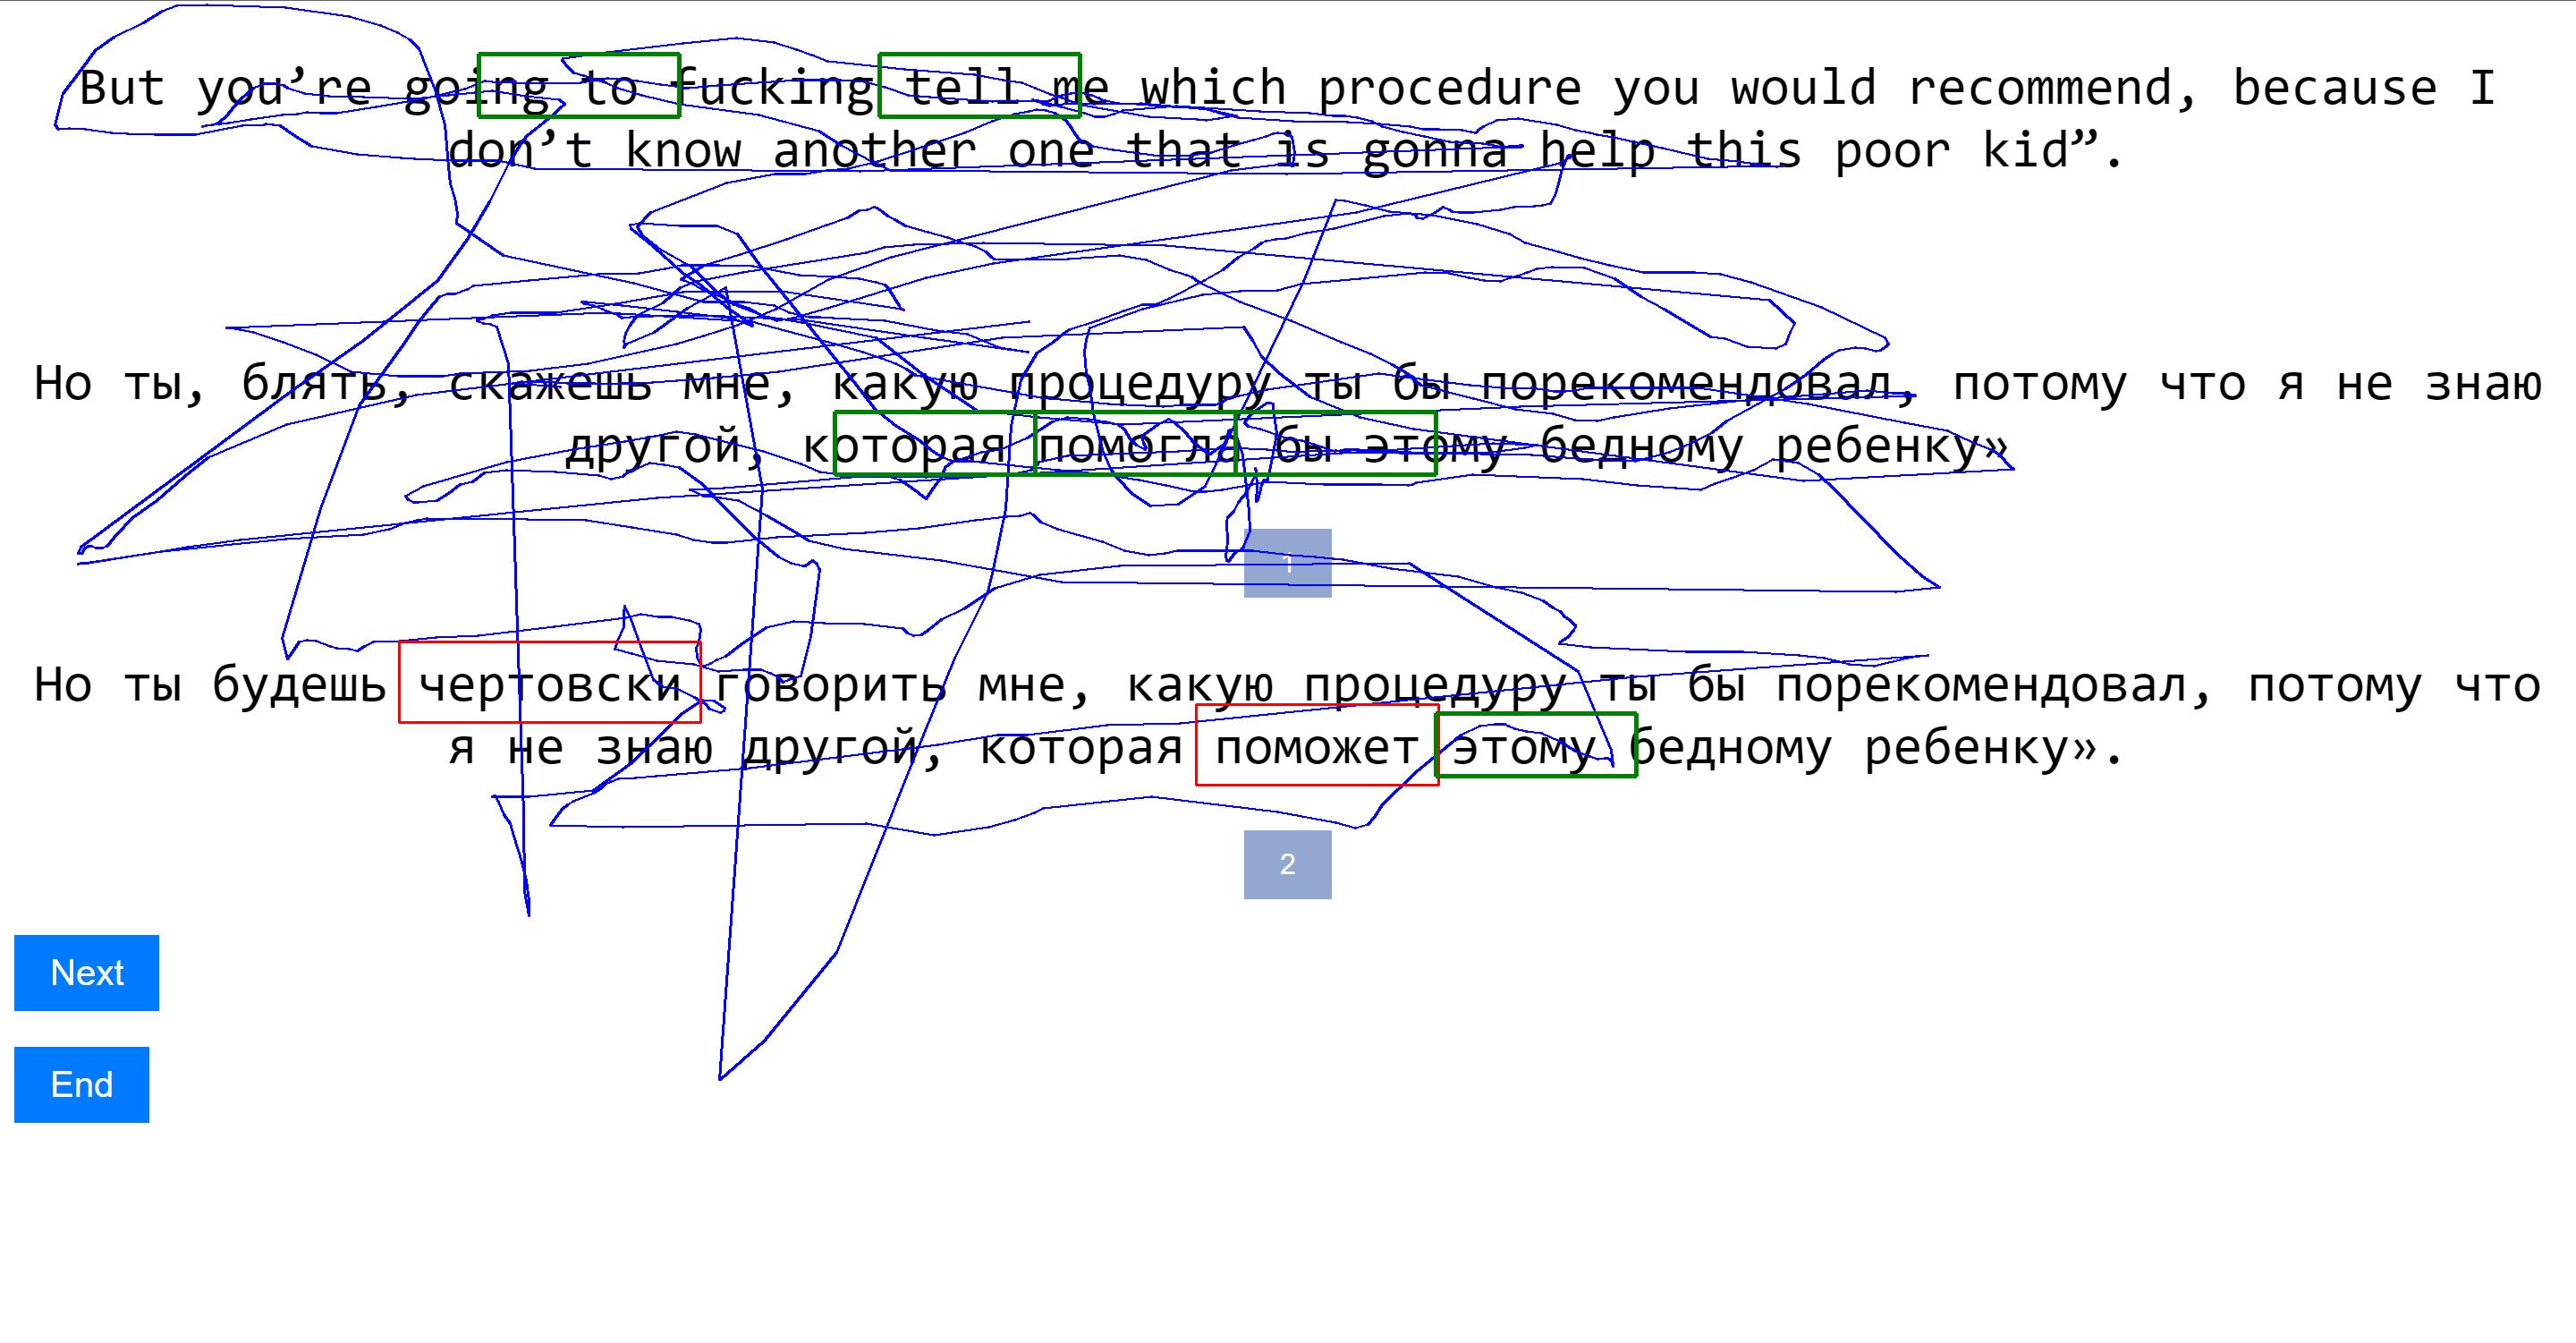 But you’re going to fucking tell me which procedure you would recommend, because I
don’t know another one that is gonna help this poor kid”.
Но ты, блять, скажешь мне, какую процедуру ты бы порекомендовал, потому что я не знаю
другой, которая помогла бы этому бедному ребенку»
1
Но ты будешь чертовски говорить мне, какую процедуру ты бы порекомендовал, потому что
я не знаю другой, которая поможет этому бедному ребенку».
2
Next
End